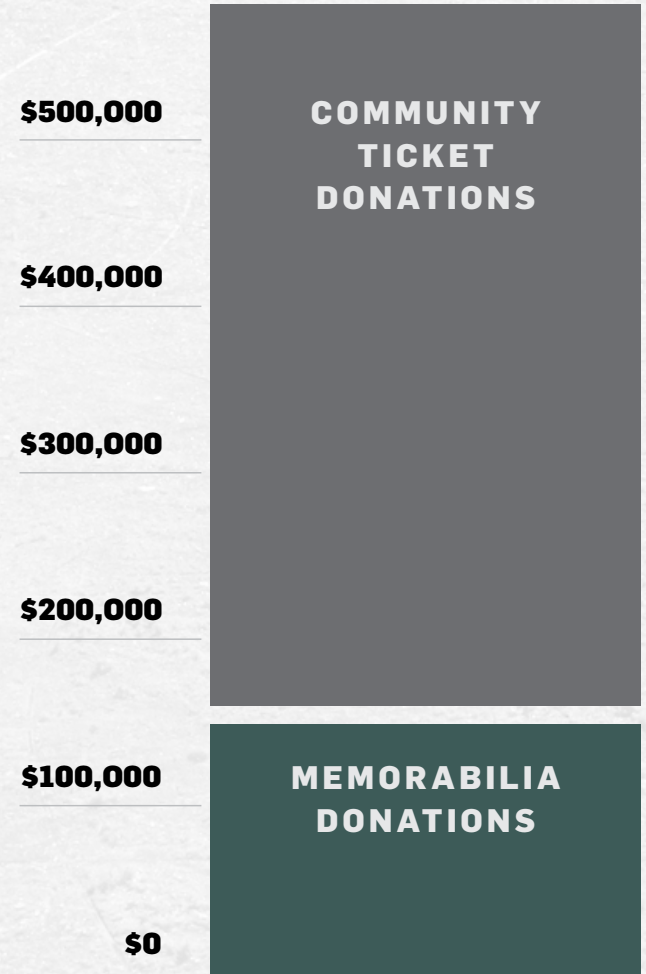 $500,000
COMMUNITY
TICKET
DONATIONS
$400,000
$300,000
$200,000
$100,000
MEMORABILIA
DONATIONS
$0